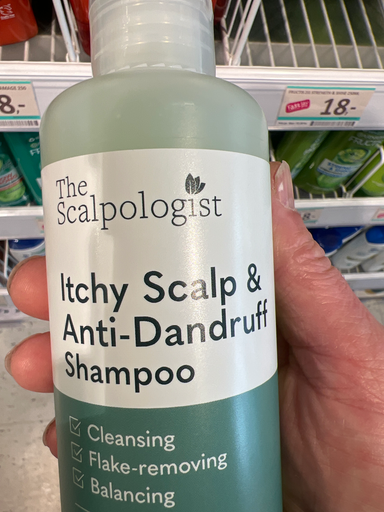 8,-
18.-
The
Scalpologist
Itchy Scalp &
Anti-Dandruff
Shampoo
Cleansing
Flake-removing
Balancing